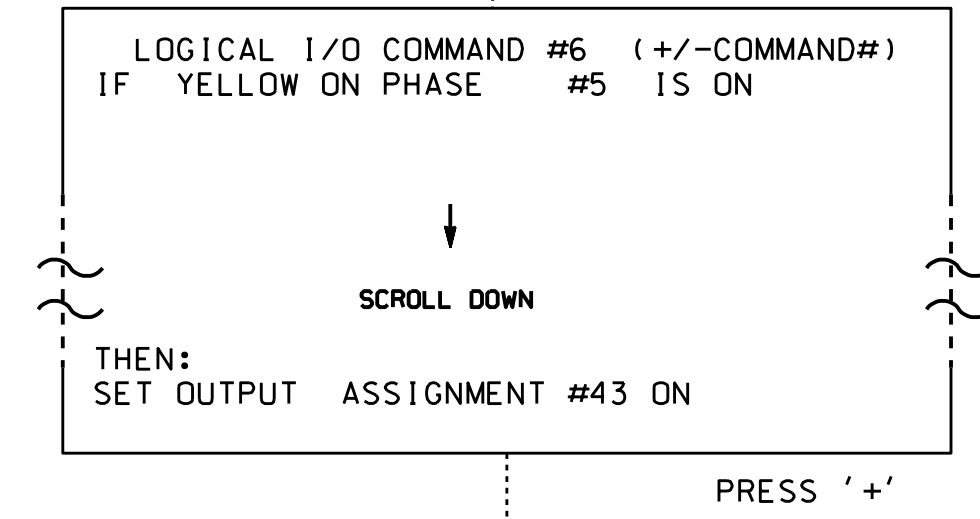 LOGICAL I/O COMMAND #6 (+/-COMMAND#)
IF YELLOW ON PHASE #5 IS ON
SCROLL DOWN
THEN:
SET OUTPUT ASSIGNMENT #43 ON
PRESS '+'